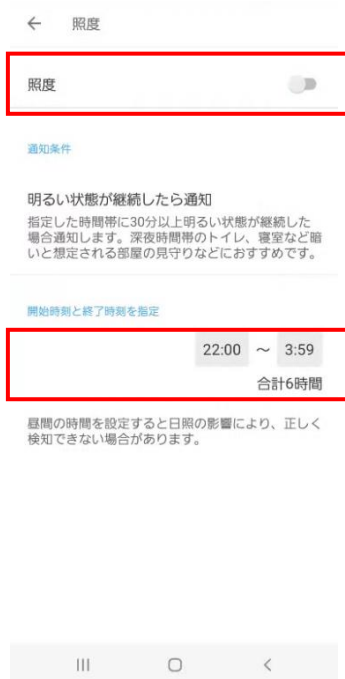 照度
照度
通知条件
明るい状態が継続したら通知
指定した時間帯に30分以上明るい状態が継続した
場合通知します。深夜時間帯のトイレ、寝室など暗
いと想定される部屋の見守りなどにおすすめです。
開始時刻と終了時刻を指定
22:00 ～ 3:59
合計6時間
昼間の時間を設定すると日照の影響により、正しく
検知できない場合があります。